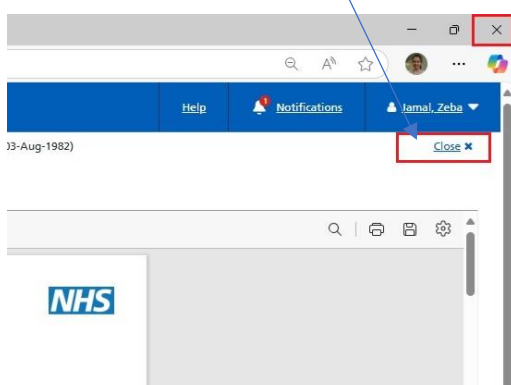 Help Notifications Jamal, Zeba
03-Aug-1982) Close ×
NHS